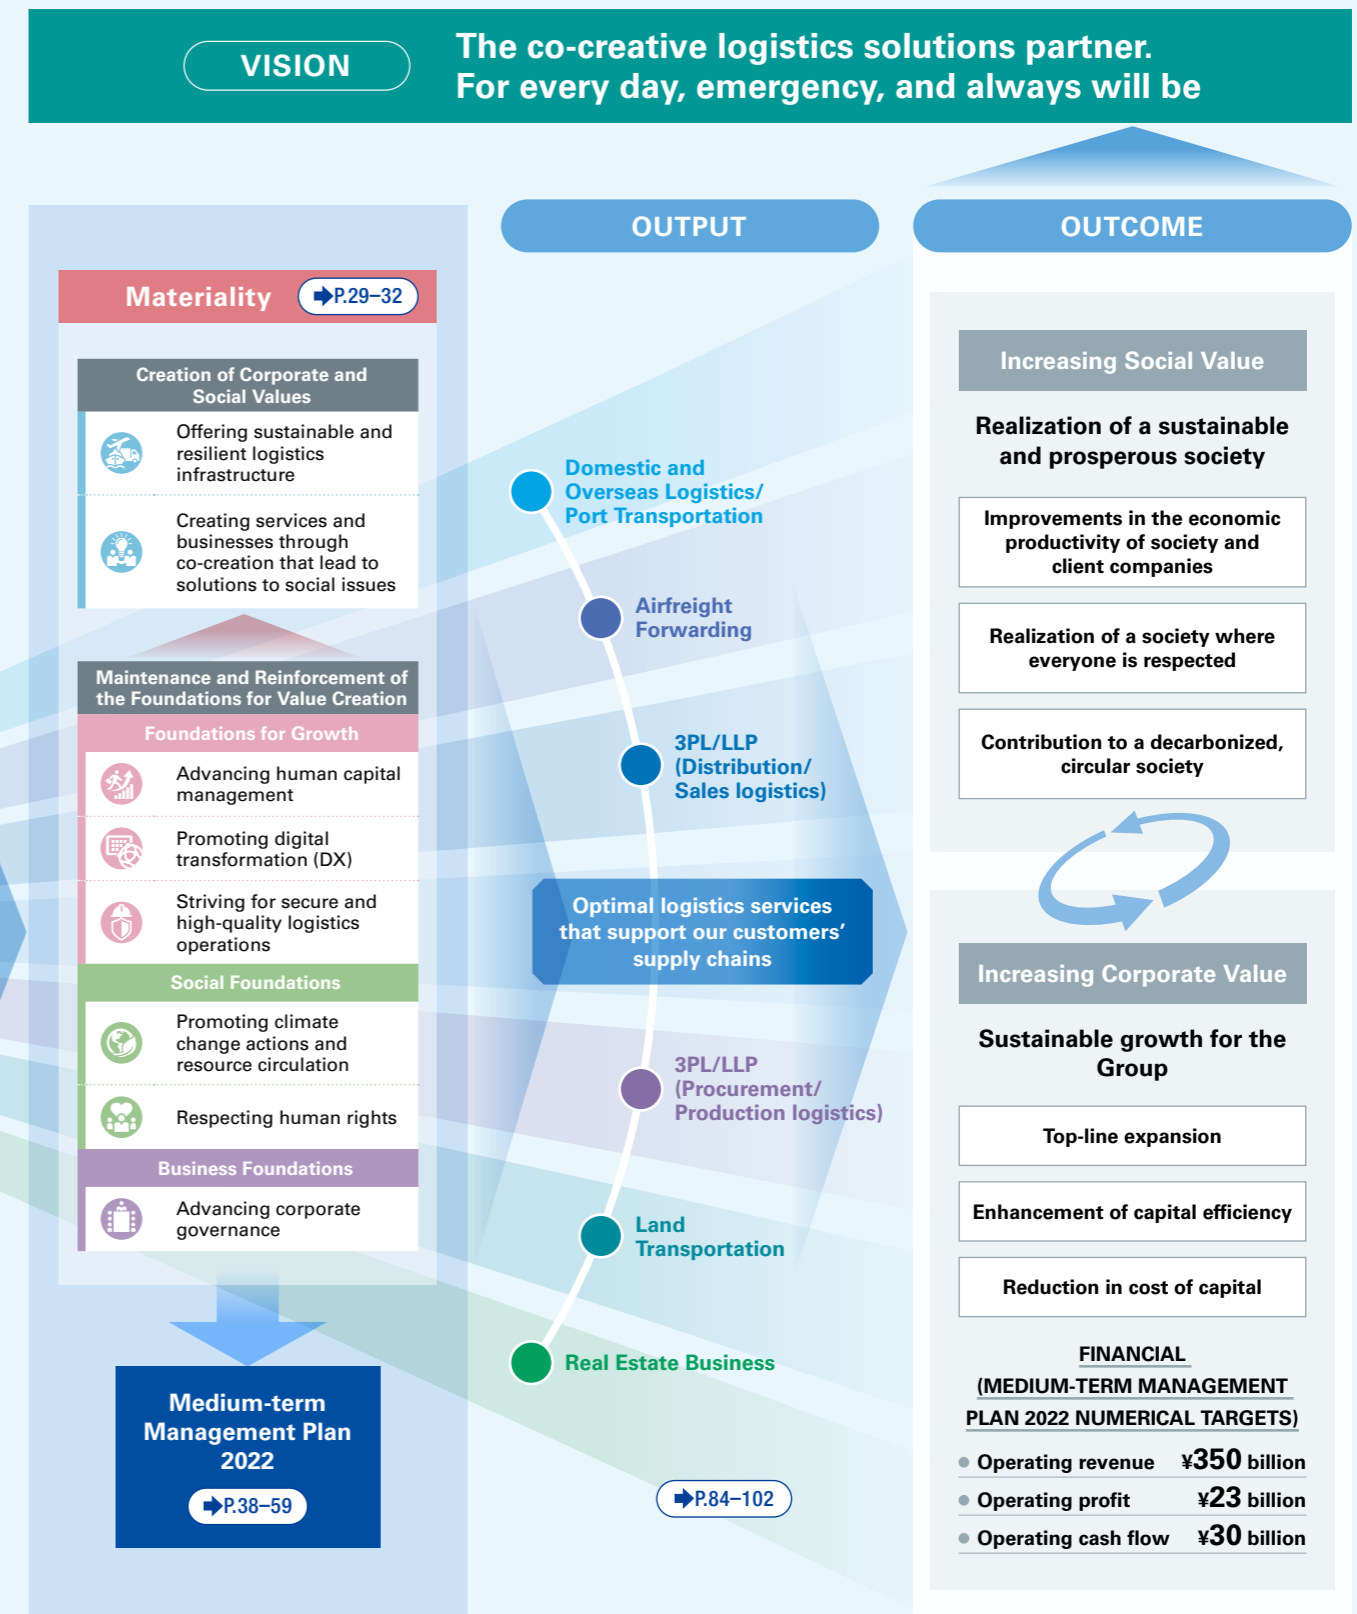 VISION
The co-creative logistics solutions partner.
For every day, emergency, and always will be
Materiality
P.29–32
Creation of Corporate and
Social Values
Offering sustainable and
resilient logistics
infrastructure
Creating services and
businesses through
co-creation that lead to
solutions to social issues
Maintenance and Reinforcement of
the Foundations for Value Creation
Foundations for Growth
Advancing human capital
management
Promoting digital
transformation (DX)
Striving for secure and
high-quality logistics
operations
Social Foundations
Promoting climate
change actions and
resource circulation
Respecting human rights
Business Foundations
Advancing corporate
governance
Medium-term
Management Plan
2022
P.38–59
OUTPUT
Domestic and
Overseas Logistics/
Port Transportation
Airfreight
Forwarding
3PL/LLP
(Distribution/
Sales logistics)
Optimal logistics services
that support our customers’
supply chains
3PL/LLP
(Procurement/
Production logistics)
Land
Transportation
Real Estate Business
P.84–102
OUTCOME
Increasing Social Value
Realization of a sustainable
and prosperous society
Improvements in the economic
productivity of society and
client companies
Realization of a society where
everyone is respected
Contribution to a decarbonized,
circular society
Increasing Corporate Value
Sustainable growth for the
Group
Top-line expansion
Enhancement of capital efficiency
Reduction in cost of capital
FINANCIAL
(MEDIUM-TERM MANAGEMENT
PLAN 2022 NUMERICAL TARGETS)
Operating revenue ¥350 billion
Operating profit ¥23 billion
Operating cash flow ¥30 billion